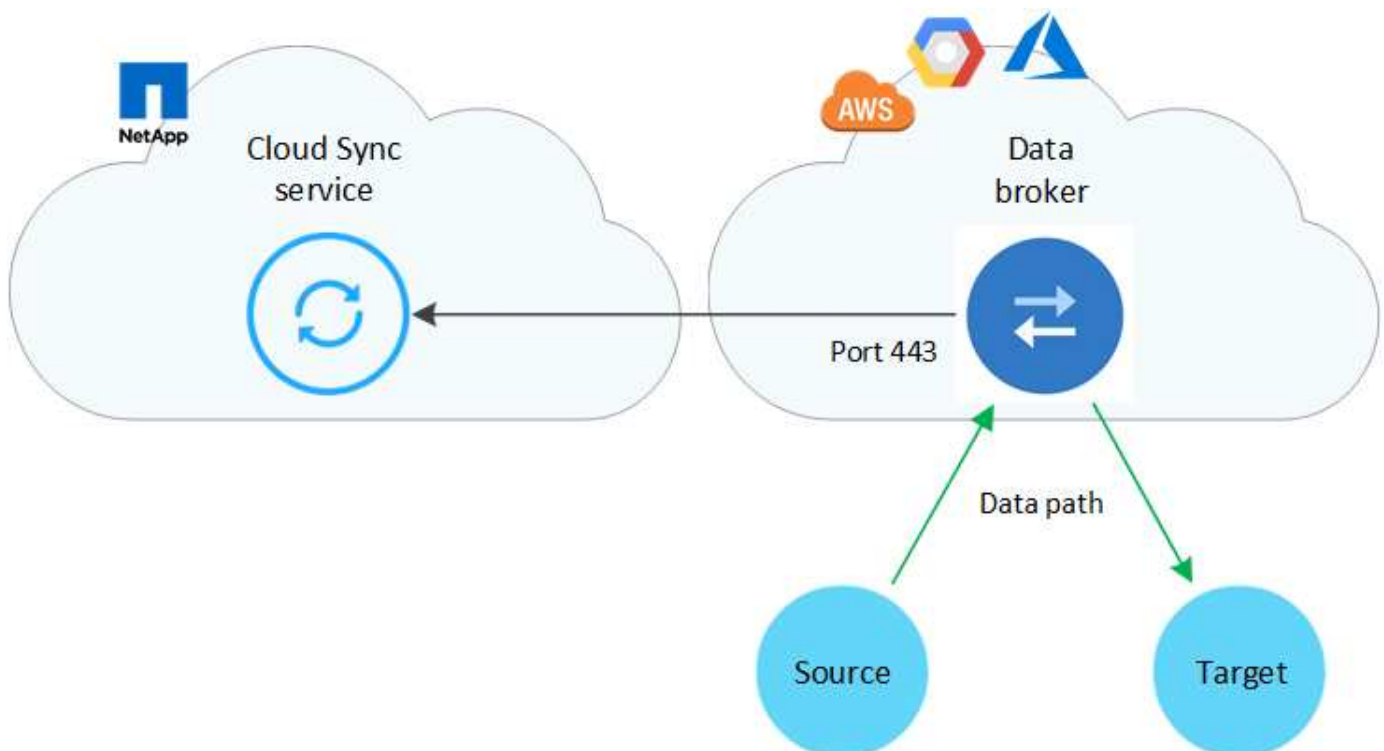 NetApp
Cloud Sync
service
AWS
Data
broker
Port 443
Data path
Source
Target